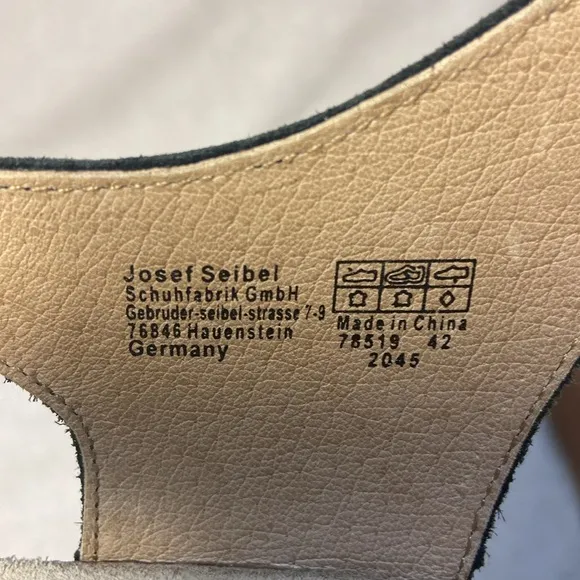 Josef Seibel
Schuhfabrik GmbH
Gebruder-seibel-strasse 7-9
76846 Hauenstein
Germany
Made in China
78519 42
2045